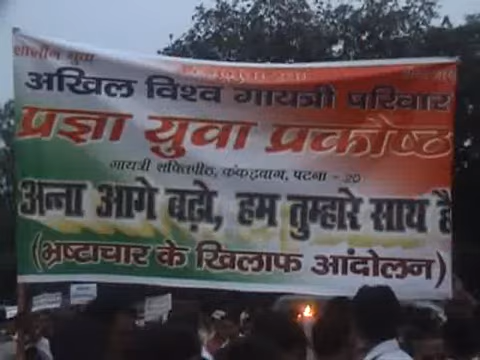 शालीन युवा
अखिल विश्व गायत्री परिवार
प्रज्ञा युवा प्रकौष्ठ
गायत्री शक्तिपीठ, कंकड़बाग, पटना - 20
अन्ना आगे बढ़ो, हम तुम्हारे साथ है
(भ्रष्टाचार के खिलाफ आंदोलन)